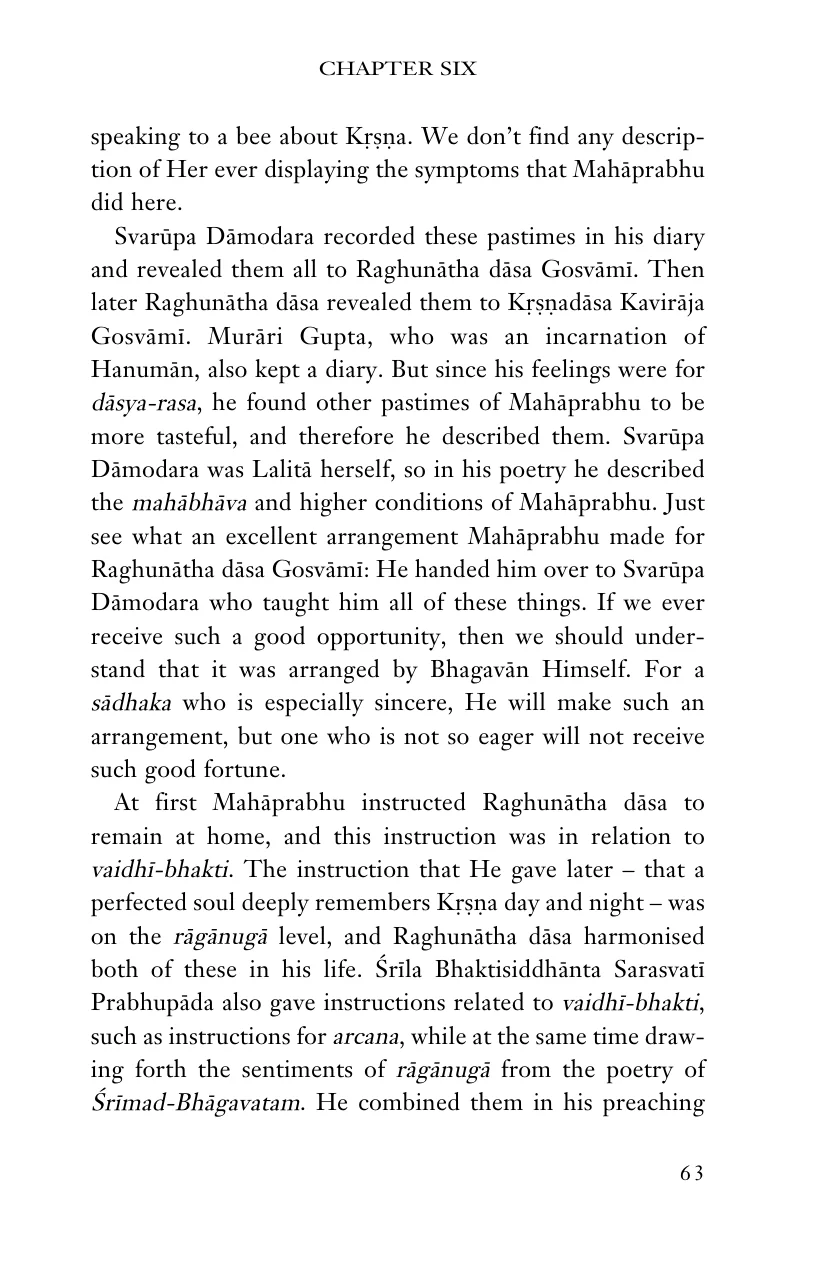 CHAPTER SIX
speaking to a bee about Kṛṣṇa. We don’t find any descrip-
tion of Her ever displaying the symptoms that Mahāprabhu
did here.
Svarūpa Dāmodara recorded these pastimes in his diary
and revealed them all to Raghunātha dāsa Gosvāmī. Then
later Raghunātha dāsa revealed them to Kṛṣṇadāsa Kavirāja
Gosvāmī. Murāri Gupta, who was an incarnation of
Hanumān, also kept a diary. But since his feelings were for
dāsya-rasa, he found other pastimes of Mahāprabhu to be
more tasteful, and therefore he described them. Svarūpa
Dāmodara was Lalitā herself, so in his poetry he described
the mahābhāva and higher conditions of Mahāprabhu. Just
see what an excellent arrangement Mahāprabhu made for
Raghunātha dāsa Gosvāmī: He handed him over to Svarūpa
Dāmodara who taught him all of these things. If we ever
receive such a good opportunity, then we should under-
stand that it was arranged by Bhagavān Himself. For a
sādhaka who is especially sincere, He will make such an
arrangement, but one who is not so eager will not receive
such good fortune.
At first Mahāprabhu instructed Raghunātha dāsa to
remain at home, and this instruction was in relation to
vaidhī-bhakti. The instruction that He gave later – that a
perfected soul deeply remembers Kṛṣṇa day and night – was
on the rāgānugā level, and Raghunātha dāsa harmonised
both of these in his life. Śrīla Bhaktisiddhānta Sarasvatī
Prabhupāda also gave instructions related to vaidhī-bhakti,
such as instructions for arcana, while at the same time draw-
ing forth the sentiments of rāgānugā from the poetry of
Śrīmad-Bhāgavatam. He combined them in his preaching
63